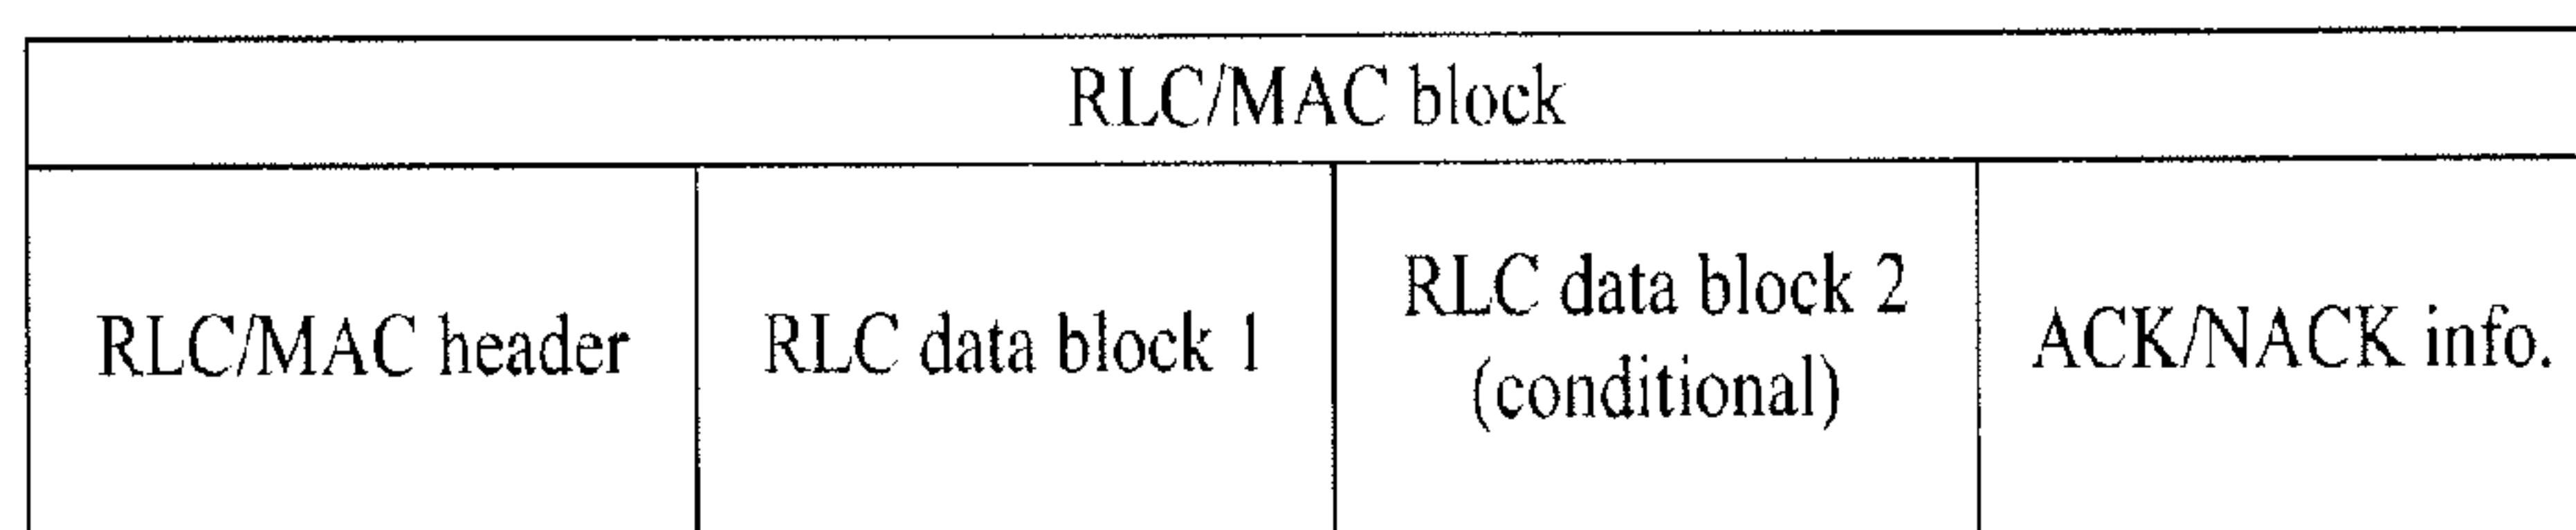 RLC/MAC block
RLC/MAC header
RLC data block 1
RLC data block 2
(conditional)
ACK/NACK info.